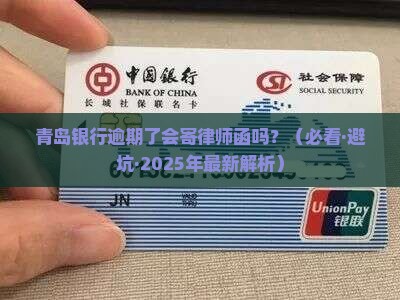 中国银行
BANK OF CHINA
社会保障
SOCIAL SECURITY
长城社保联名卡
青岛银行逾期了会寄律师函吗？（必看·避
坑·2025年最新解析）
JN
UnionPay
银联